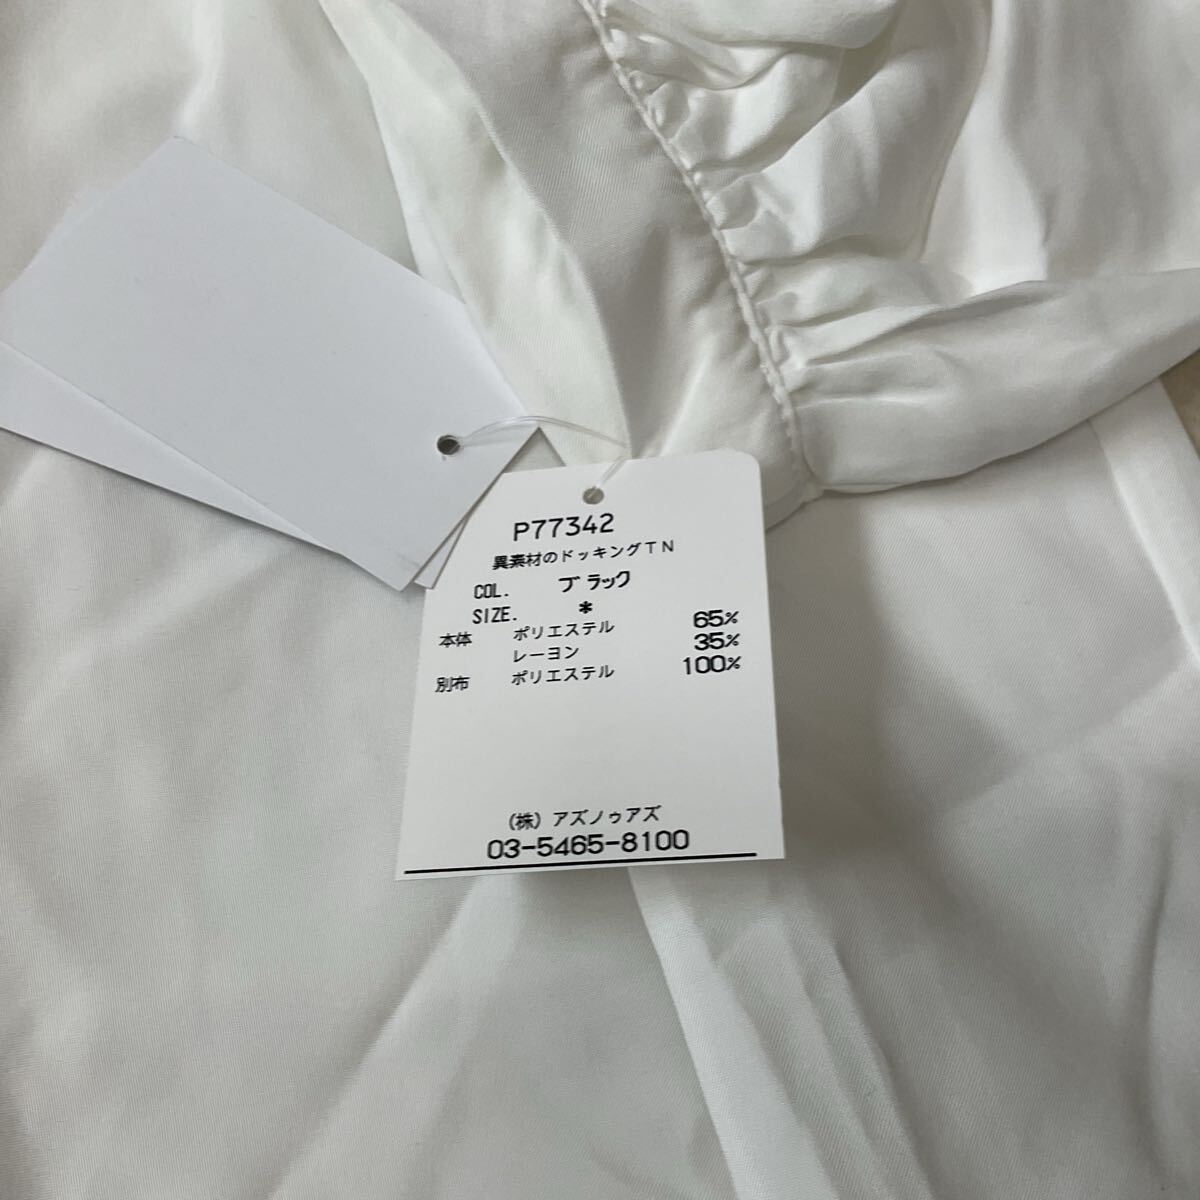 P77342
異素材のドッキングTN
COL. ブラック
SIZE. *
本体 ポリエステル 65%
レーヨン 35%
別布 ポリエステル 100%
(株)アズノゥアズ
03-5465-8100